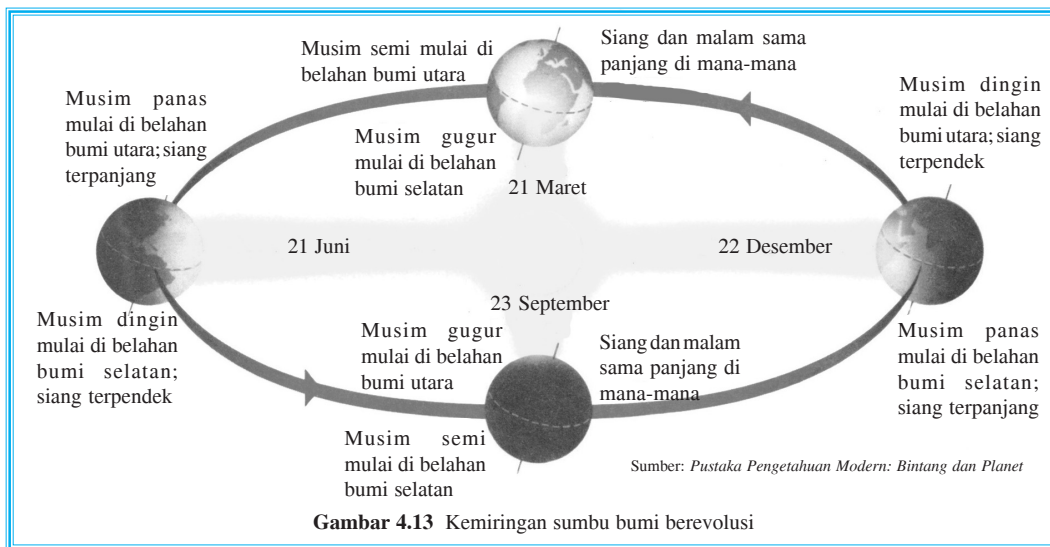 Musim semi mulai di
belahan bumi utara
Siang dan malam sama
panjang di mana-mana
Musim panas
mulai di belahan
bumi utara; siang
terpanjang
Musim dingin
mulai di belahan
bumi utara; siang
terpendek
Musim gugur
mulai di belahan
bumi selatan
21 Maret
21 Juni
22 Desember
23 September
Musim dingin
mulai di belahan
bumi selatan;
siang terpendek
Musim gugur
mulai di belahan
bumi utara
Siang dan malam
sama panjang di
mana-mana
Musim panas
mulai di belahan
bumi selatan;
siang terpanjang
Musim semi
mulai di belahan
bumi selatan
Sumber: Pustaka Pengetahuan Modern: Bintang dan Planet
Gambar 4.13 Kemiringan sumbu bumi berevolusi